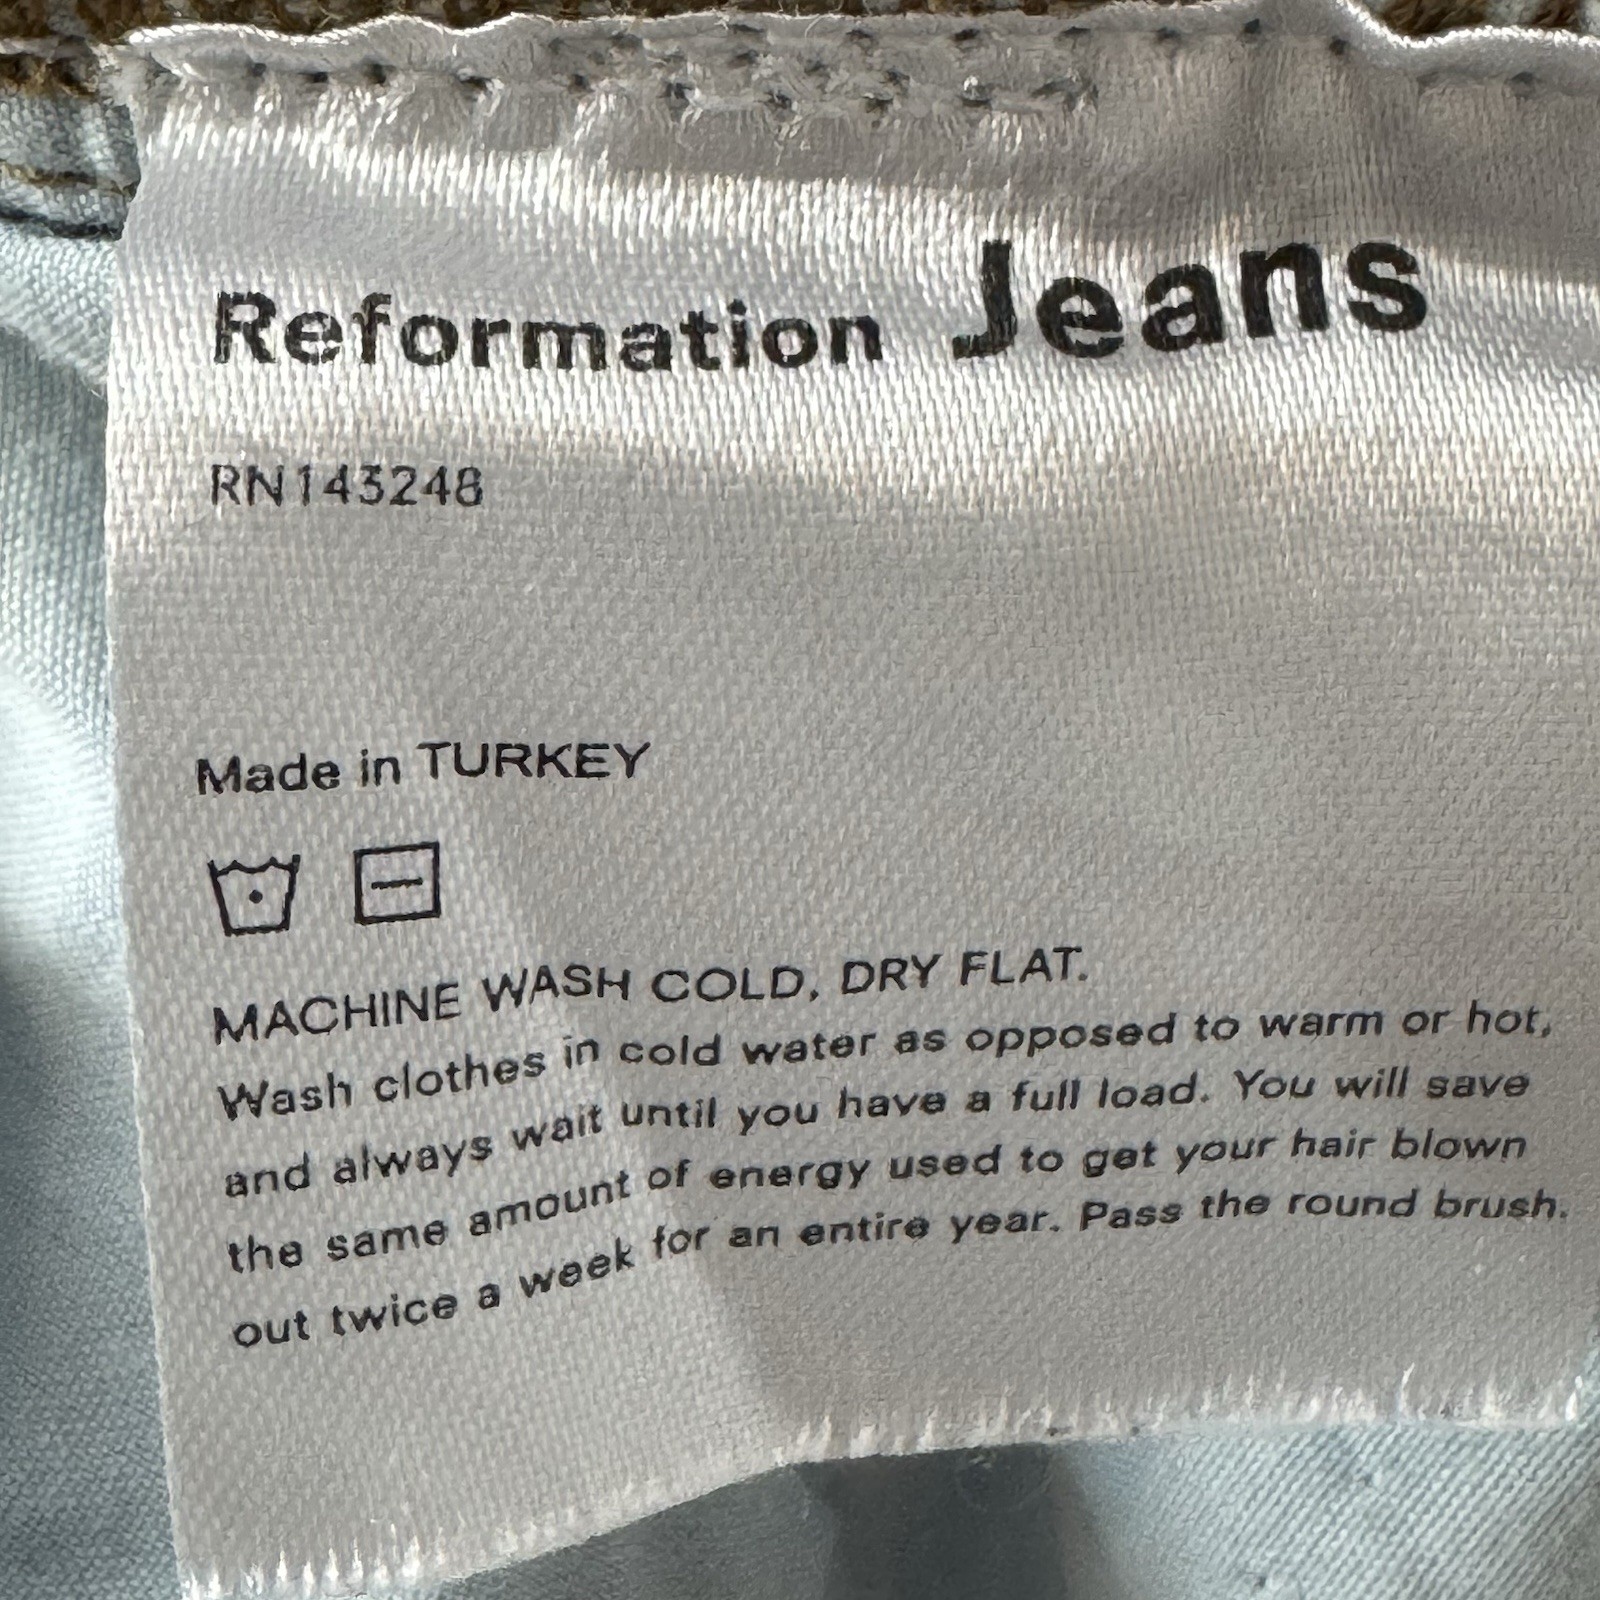 Reformation Jeans
RN143248
Made in TURKEY
MACHINE WASH COLD, DRY FLAT.
Wash clothes in cold water as opposed to warm or hot,
and always wait until you have a full load. You will save
the same amount of energy used to get your hair blown
out twice a week for an entire year. Pass the round brush.